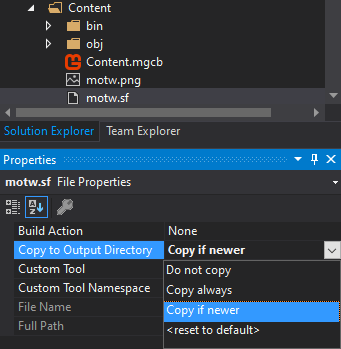 Content
bin
obj
Content.mgcb
motw.png
motw.sf
Solution Explorer Team Explorer
Properties
motw.sf File Properties
Build Action None
Copy to Output Directory Copy if newer
Custom Tool Do not copy
Custom Tool Namespace Copy always
File Name Copy if newer
Full Path <reset to default>